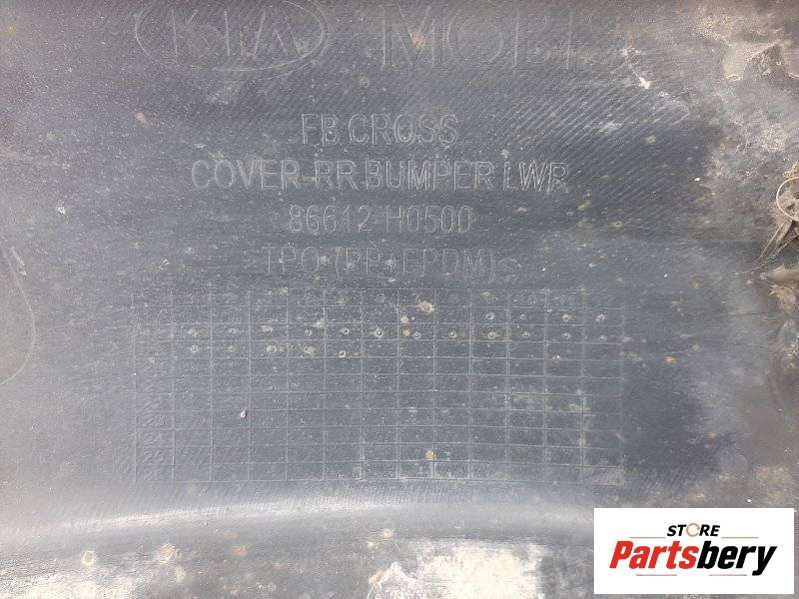 KIA MOBIS
FB CROSS
COVER-RR BUMPER LWR
86612-H0500
TPO (PP+EPDM)
STORE
Partsbery